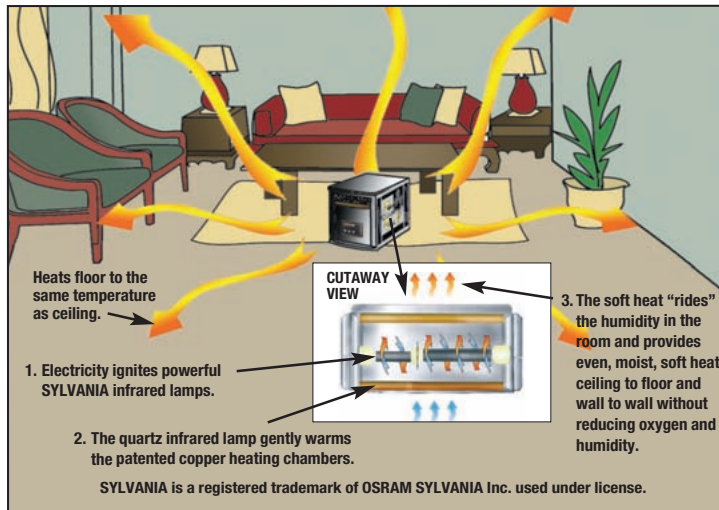 Heats floor to the
same temperature
as ceiling.
CUTAWAY
VIEW
1. Electricity ignites powerful
SYLVANIA infrared lamps.
2. The quartz infrared lamp gently warms
the patented copper heating chambers.
3. The soft heat “rides”
the humidity in the
room and provides
even, moist, soft heat
ceiling to floor and
wall to wall without
reducing oxygen and
humidity.
SYLVANIA is a registered trademark of OSRAM SYLVANIA Inc. used under license.